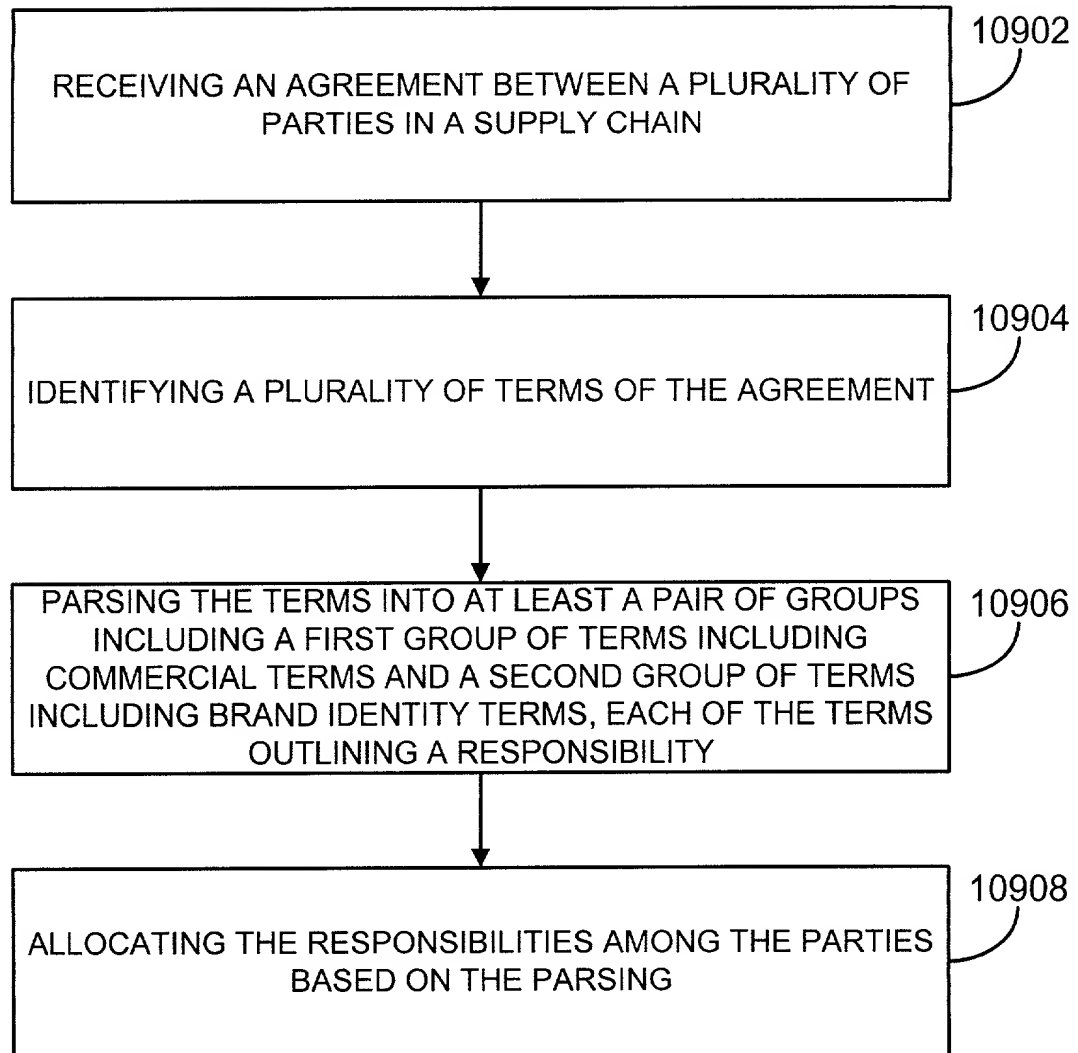 10902
RECEIVING AN AGREEMENT BETWEEN A PLURALITY OF
PARTIES IN A SUPPLY CHAIN
10904
IDENTIFYING A PLURALITY OF TERMS OF THE AGREEMENT
10906
PARSING THE TERMS INTO AT LEAST A PAIR OF GROUPS
INCLUDING A FIRST GROUP OF TERMS INCLUDING
COMMERCIAL TERMS AND A SECOND GROUP OF TERMS
INCLUDING BRAND IDENTITY TERMS, EACH OF THE TERMS
OUTLINING A RESPONSIBILITY
10908
ALLOCATING THE RESPONSIBILITIES AMONG THE PARTIES
BASED ON THE PARSING